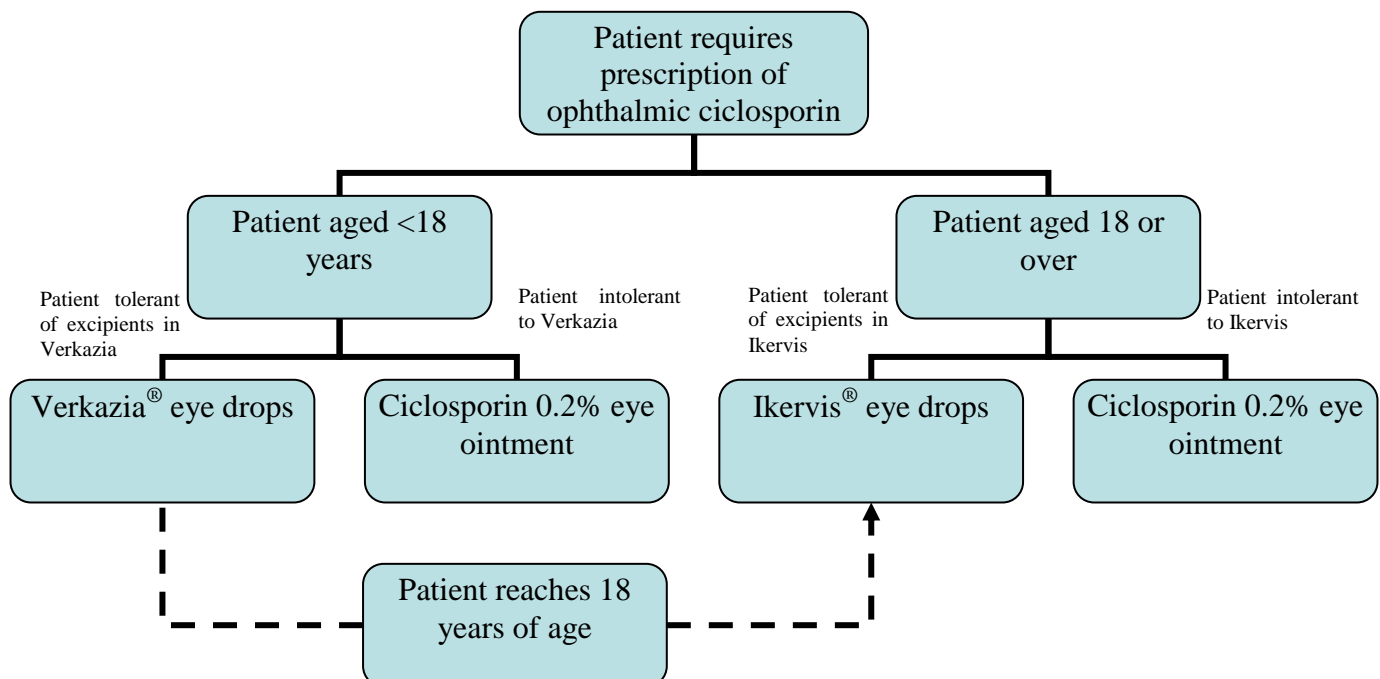 Patient requires
prescription of
ophthalmic ciclosporin
Patient aged <18
years
Patient aged 18 or
over
Patient tolerant
of excipients in
Verkazia
Patient intolerant
to Verkazia
Patient tolerant
of excipients in
Ikervis
Patient intolerant
to Ikervis
Verkazia® eye drops
Ciclosporin 0.2% eye
ointment
Ikervis® eye drops
Ciclosporin 0.2% eye
ointment
Patient reaches 18
years of age